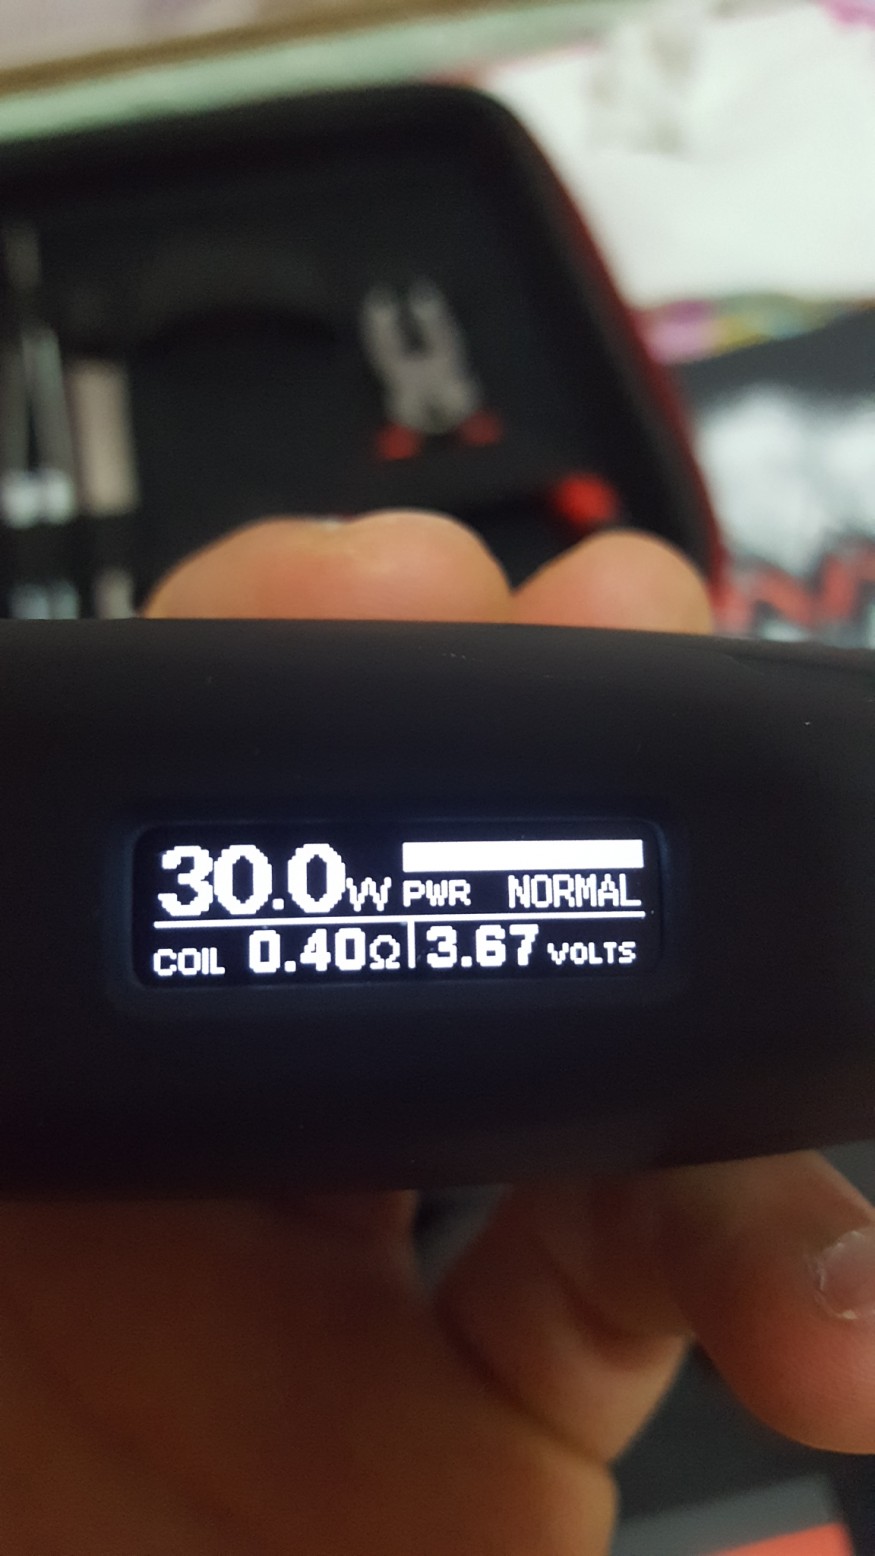 30.0W
PWR NORMAL
COIL 0.40Ω 3.67 VOLTS